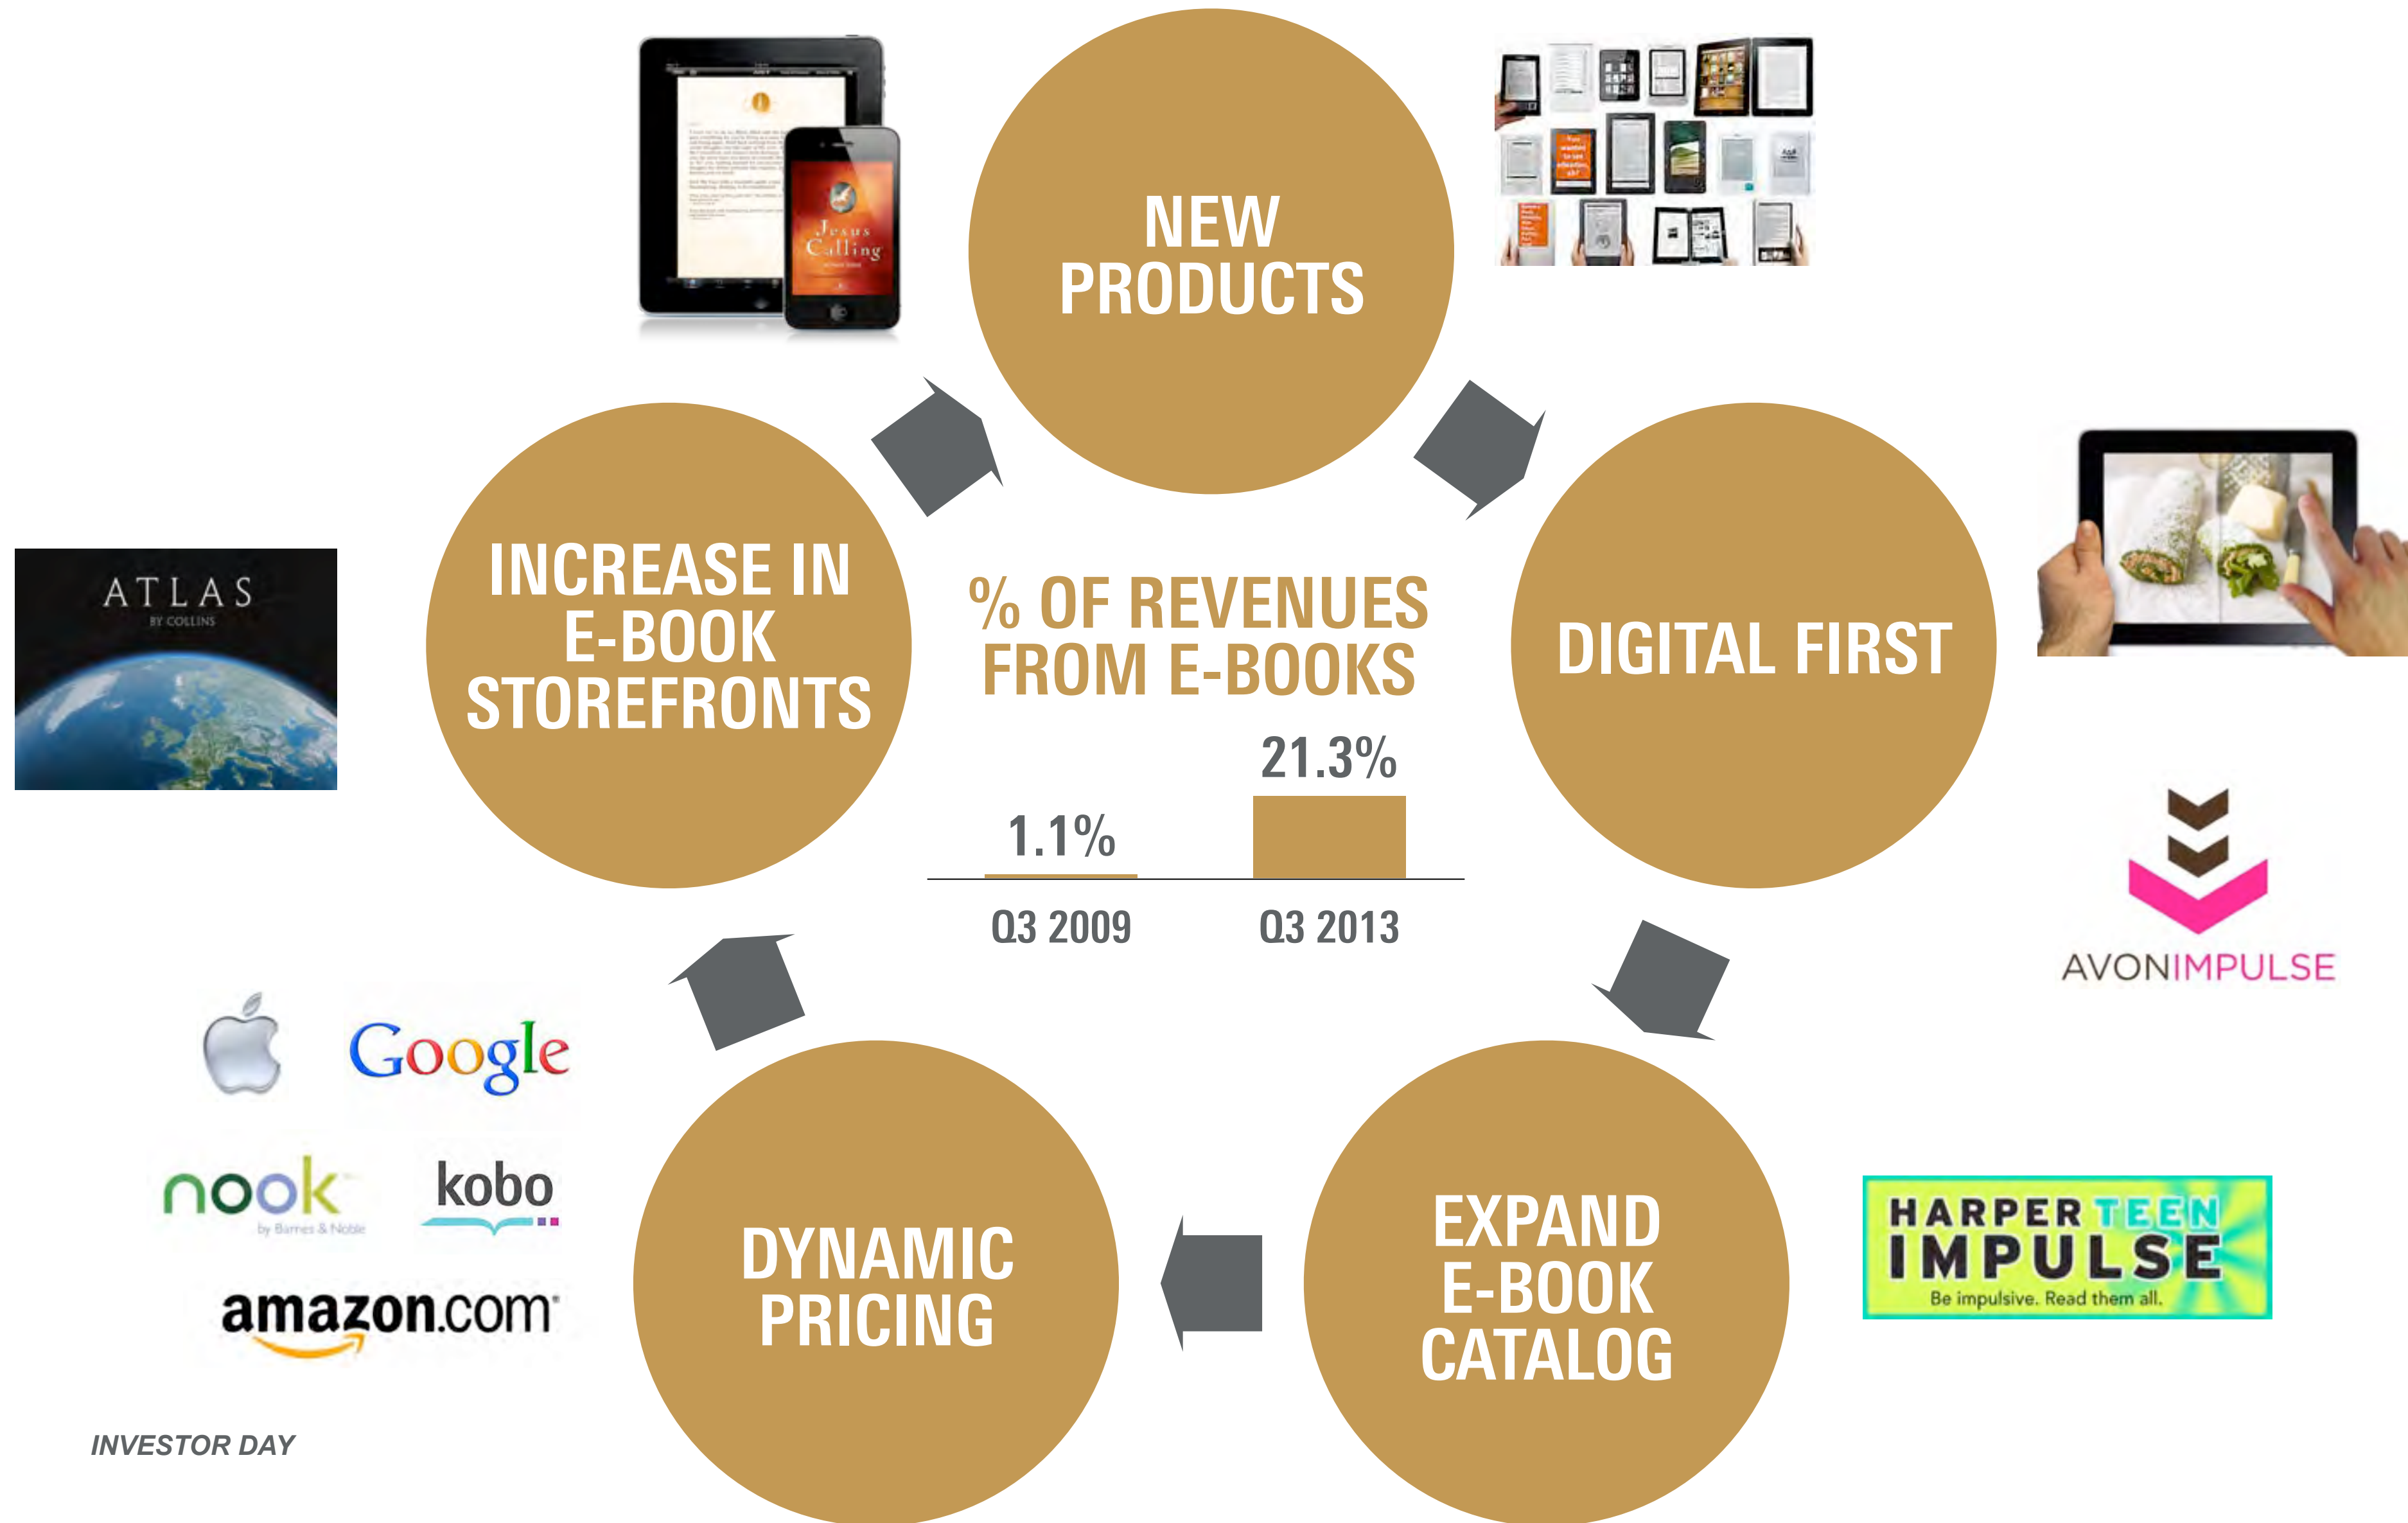 NEW
PRODUCTS
Jesus
Calling
INCREASE IN
E-BOOK
STOREFRONTS
% OF REVENUES
FROM E-BOOKS
DIGITAL FIRST
ATLAS
BY COLLINS
21.3%
1.1%
Q3 2009
Q3 2013
AVONIMPULSE
Google
nook
by Barnes & Noble
kobo
amazon.com
DYNAMIC
PRICING
EXPAND
E-BOOK
CATALOG
HARPER TEEN
IMPULSE
Be impulsive. Read them all.
INVESTOR DAY